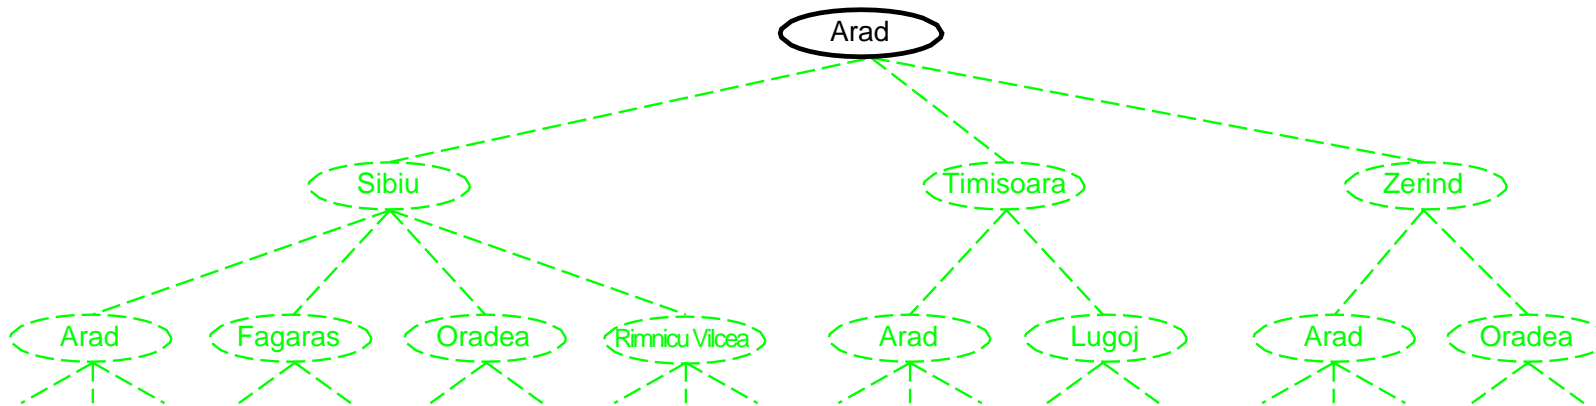 Arad
Sibiu
Timisoara
Zerind
Arad
Fagaras
Oradea
Rimnicu Vilcea
Arad
Lugoj
Arad
Oradea